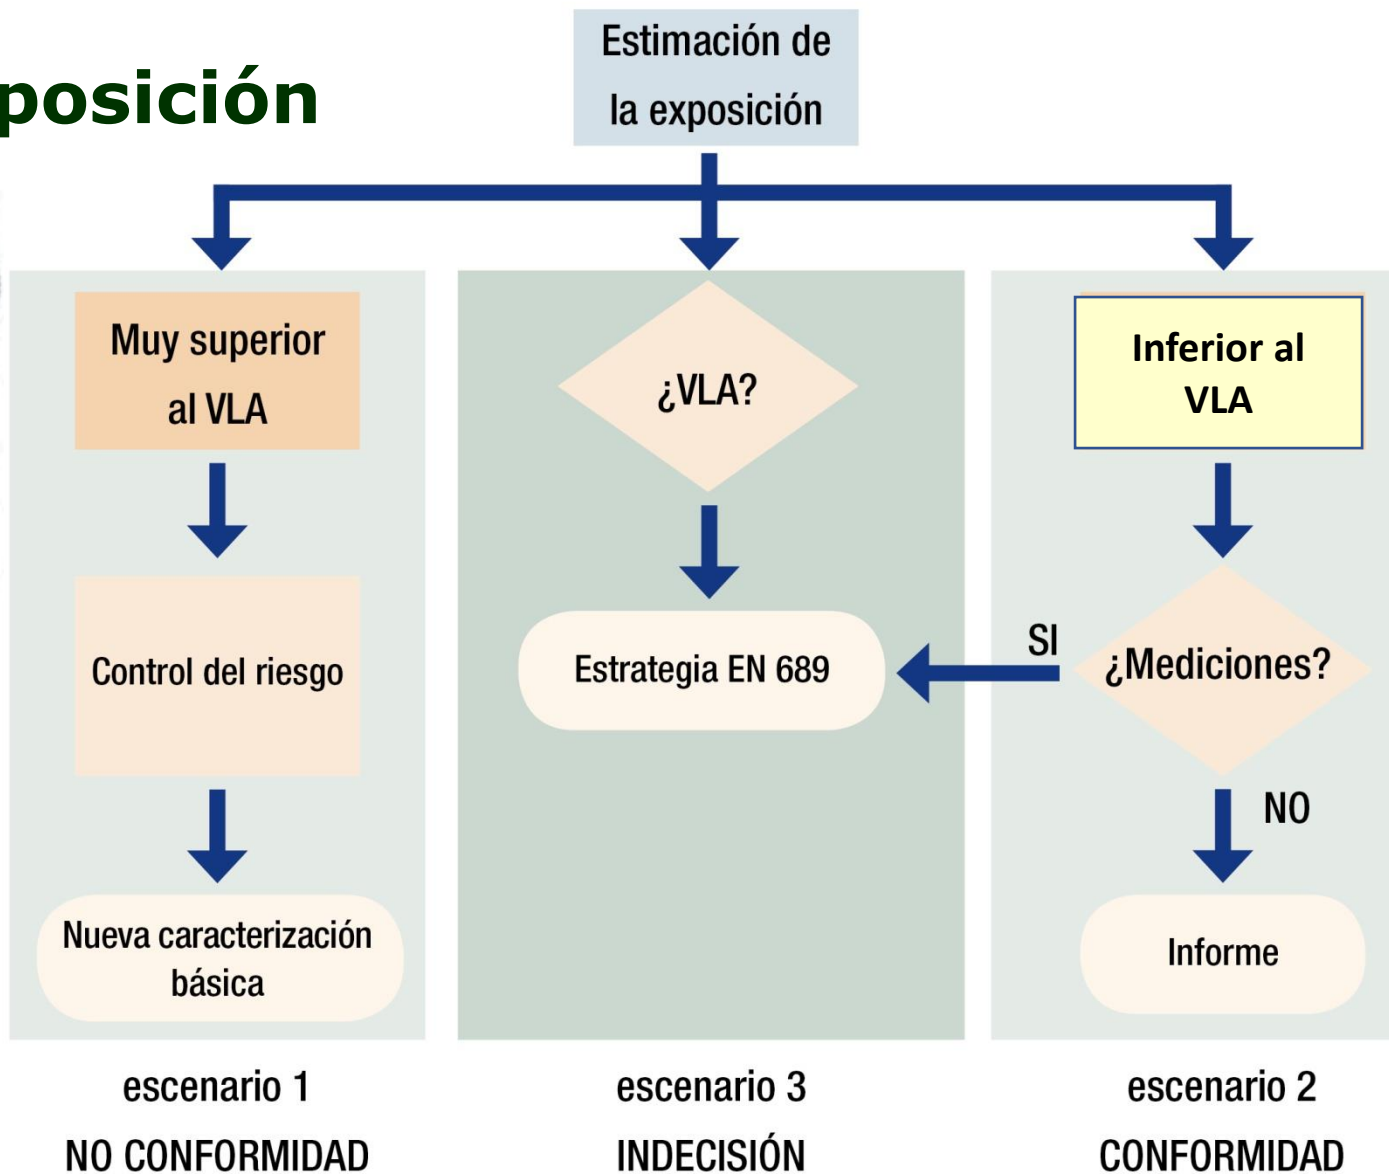 posición
Estimación de
la exposición
Muy superior
al VLA
Control del riesgo
Nueva caracterización
básica
escenario 1
NO CONFORMIDAD
¿VLA?
Estrategia EN 689
escenario 3
INDECISIÓN
Inferior al
VLA
¿Mediciones?
SI
NO
Informe
escenario 2
CONFORMIDAD